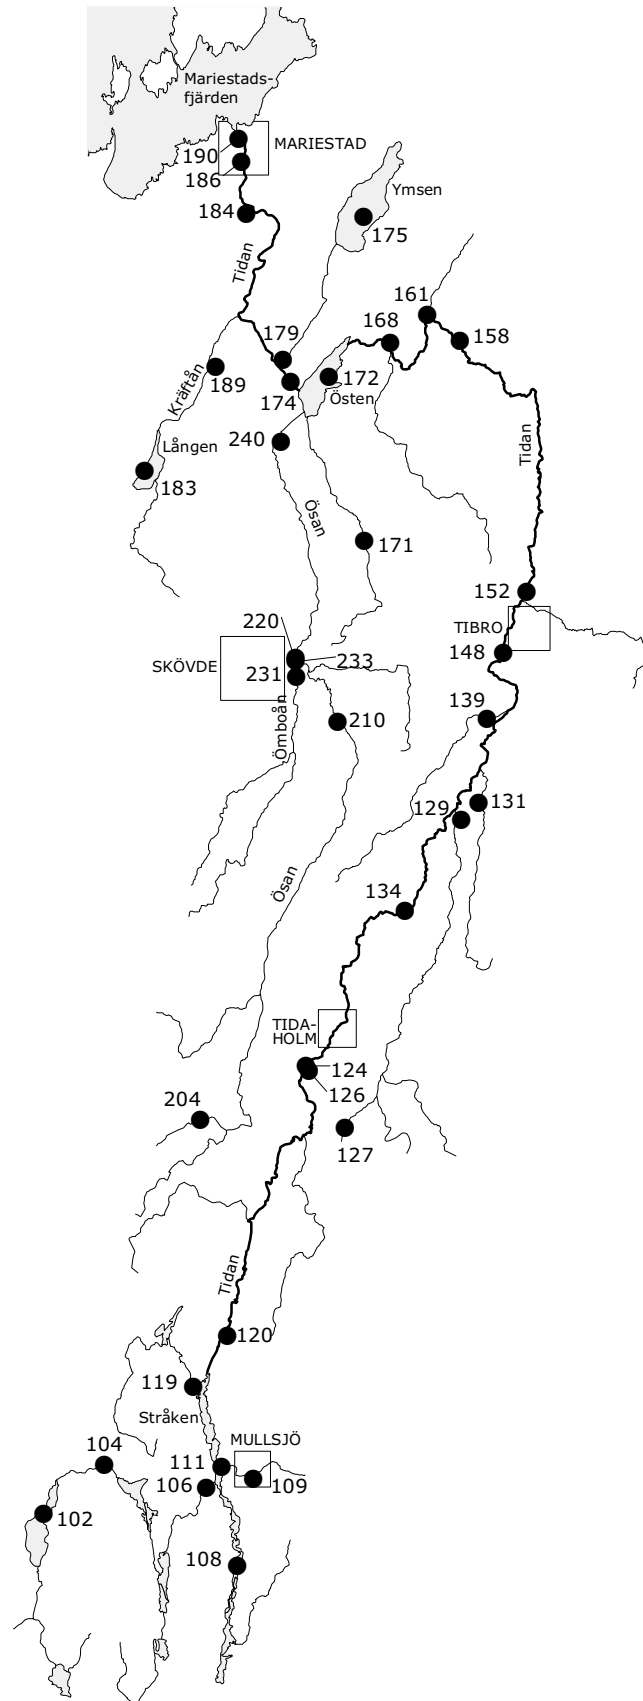 Mariestads-
fjärden
190
MARIESTAD
186
Ymsen
184
175
Tidan
161
168
158
179
Kräftån
189
174
172
Östen
Tidan
240
Lången
183
Ösan
171
152
220
TIBRO
SKÖVDE
233
148
231
Ömboån
210
139
131
129
Ösan
134
TIDA-
HOLM
124
126
204
127
Tidan
120
119
Stråken
MULLSJÖ
104
111
106
109
102
108